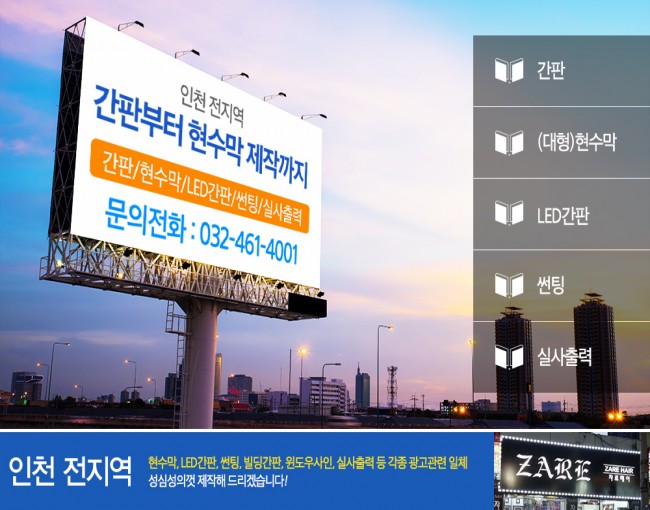 인천 전지역
간판부터 현수막 제작까지
간판/현수막/LED간판/썬팅/실사출력
문의전화 : 032-461-4001
간판
(대형)현수막
LED간판
썬팅
실사출력
인천 전지역
현수막, LED간판, 썬팅, 빌딩간판, 윈도우사인, 실사출력 등 각종 광고관련 일체
성심성의껏 제작해 드리겠습니다!
ZARE
ZARE HAIR
자르헤어